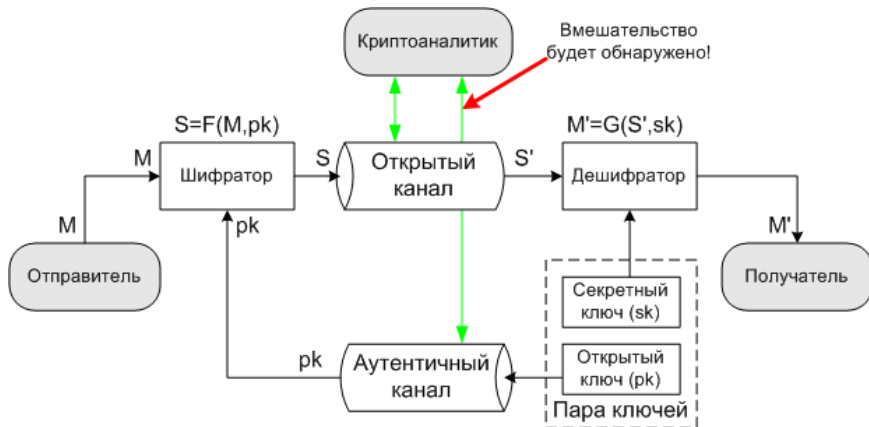 Криптоаналитик
Вмешательство
будет обнаружено!
S=F(M,pk)
M'=G(S',sk)
M
Шифратор
S
Открытый
канал
S'
Дешифратор
M
pk
M'
Отправитель
Секретный
ключ (sk)
Получатель
pk
Аутентичный
канал
Открытый
ключ (pk)
Пара ключей